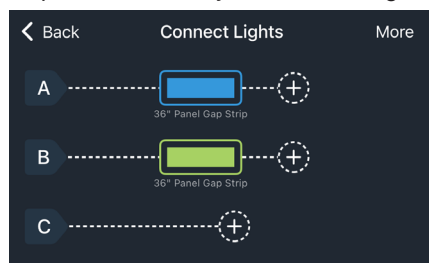 Back Connect Lights More
A
36" Panel Gap Strip
B
36" Panel Gap Strip
C